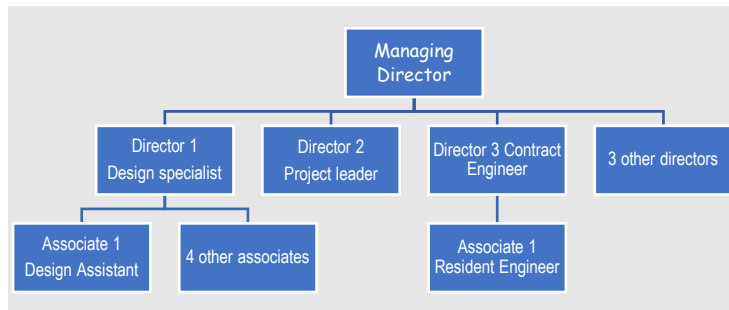 Managing
Director
Director 1
Design specialist
Director 2
Project leader
Director 3 Contract
Engineer
3 other directors
Associate 1
Design Assistant
4 other associates
Associate 1
Resident Engineer